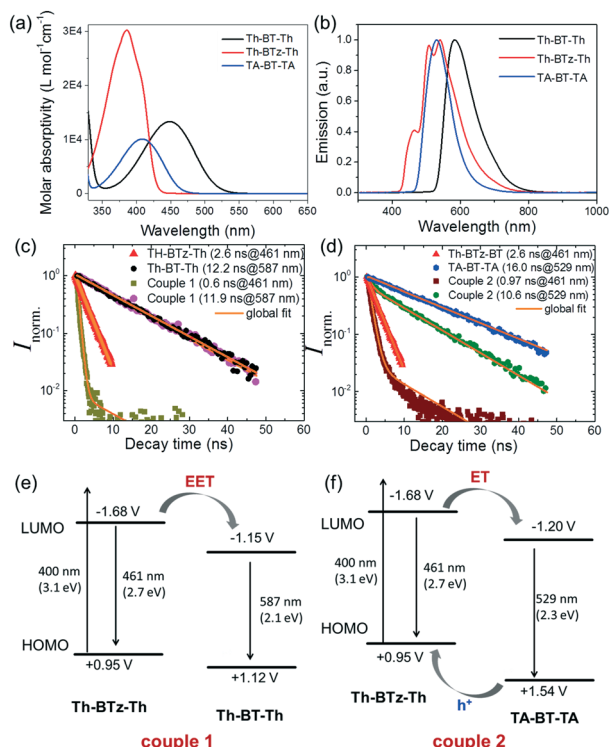 (a)
Th-BT-Th
Th-BTz-Th
TA-BT-TA
3E4
2E4
1E4
0
Molar absorptivity (L mol⁻¹cm⁻¹)
350 400 450 500 550 600 650
Wavelength (nm)
(b)
Th-BT-Th
Th-BTz-Th
TA-BT-TA
1.0
0.8
0.6
0.4
0.2
0.0
Emission (a.u.)
400 600 800 1000
Wavelength (nm)
(c)
TH-BTz-Th (2.6 ns@461 nm)
Th-BT-Th (12.2 ns@587 nm)
Couple 1 (0.6 ns@461 nm)
Couple 1 (11.9 ns@587 nm)
global fit
10⁰
10⁻¹
10⁻²
I norm.
0 10 20 30 40 50 60
Decay time (ns)
(d)
Th-BTz-BT (2.6 ns@461 nm)
TA-BT-TA (16.0 ns@529 nm)
Couple 2 (0.97 ns@461 nm)
Couple 2 (10.6 ns@529 nm)
global fit
10⁰
10⁻¹
10⁻²
I norm.
0 10 20 30 40 50 60
Decay time (ns)
(e)
EET
-1.68 V
LUMO
-1.15 V
400 nm
(3.1 eV)
461 nm
(2.7 eV)
587 nm
(2.1 eV)
HOMO
+0.95 V
+1.12 V
Th-BTz-Th
Th-BT-Th
couple 1
(f)
ET
-1.68 V
LUMO
-1.20 V
400 nm
(3.1 eV)
461 nm
(2.7 eV)
529 nm
(2.3 eV)
HOMO
+0.95 V
+1.54 V
h⁺
Th-BTz-Th
TA-BT-TA
couple 2